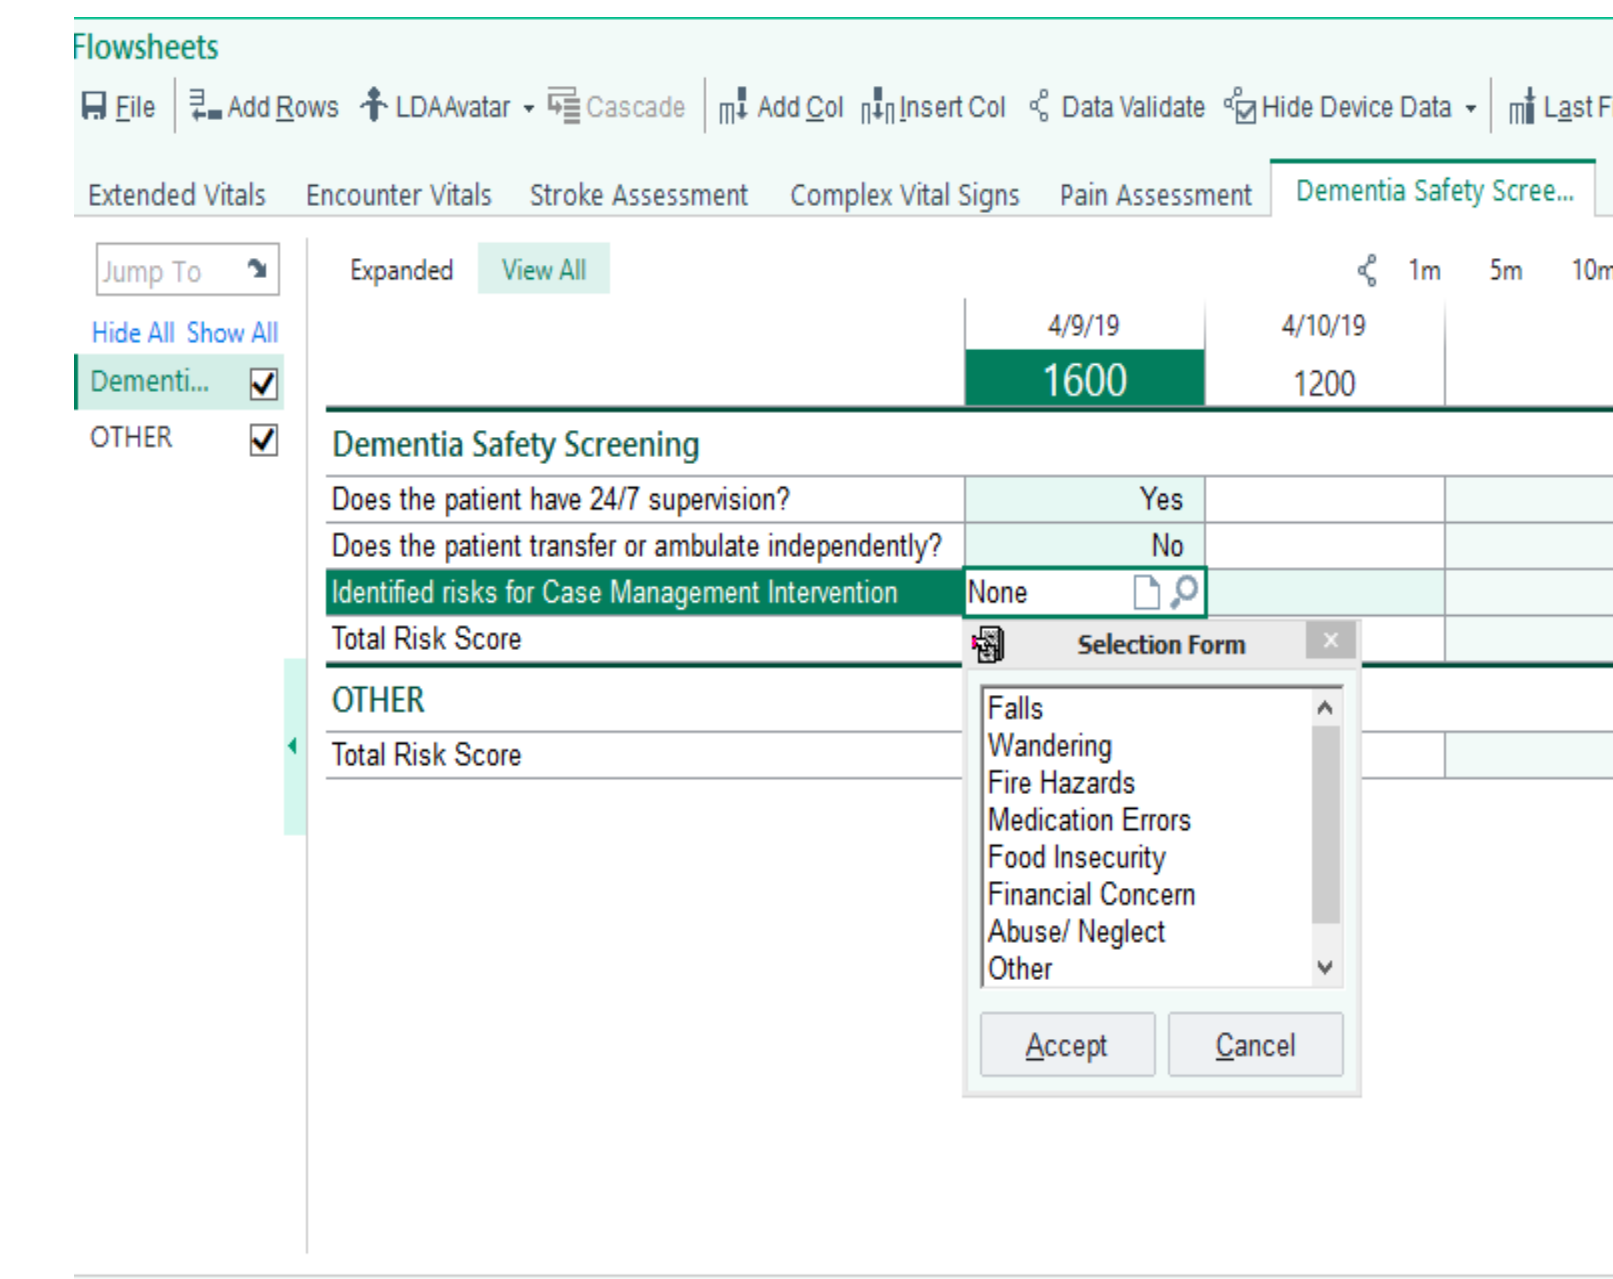 Flowsheets
File Add Rows LDAAvatar Cascade Add Col Insert Col Data Validate Hide Device Data Last
Extended Vitals Encounter Vitals Stroke Assessment Complex Vital Signs Pain Assessment Dementia Safety Scree...
Jump To Expanded View All 1m 5m 10m
Hide All Show All 4/9/19 4/10/19
Dementi... 1600 1200
OTHER Dementia Safety Screening
Does the patient have 24/7 supervision? Yes
Does the patient transfer or ambulate independently? No
Identified risks for Case Management Intervention None
Total Risk Score Selection Form
OTHER Falls
Wandering
Total Risk Score
Fire Hazards
Medication Errors
Food Insecurity
Financial Concern
Abuse/ Neglect
Other
Accept Cancel